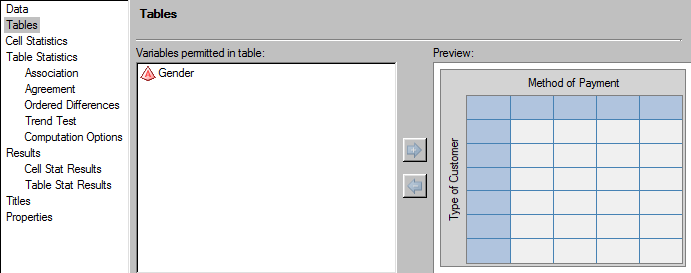 Data
Tables
Cell Statistics
Table Statistics
Association
Agreement
Ordered Differences
Trend Test
Computation Options
Results
Cell Stat Results
Table Stat Results
Titles
Properties
Tables
Variables permitted in table:
Gender
Preview:
Method of Payment
Type of Customer